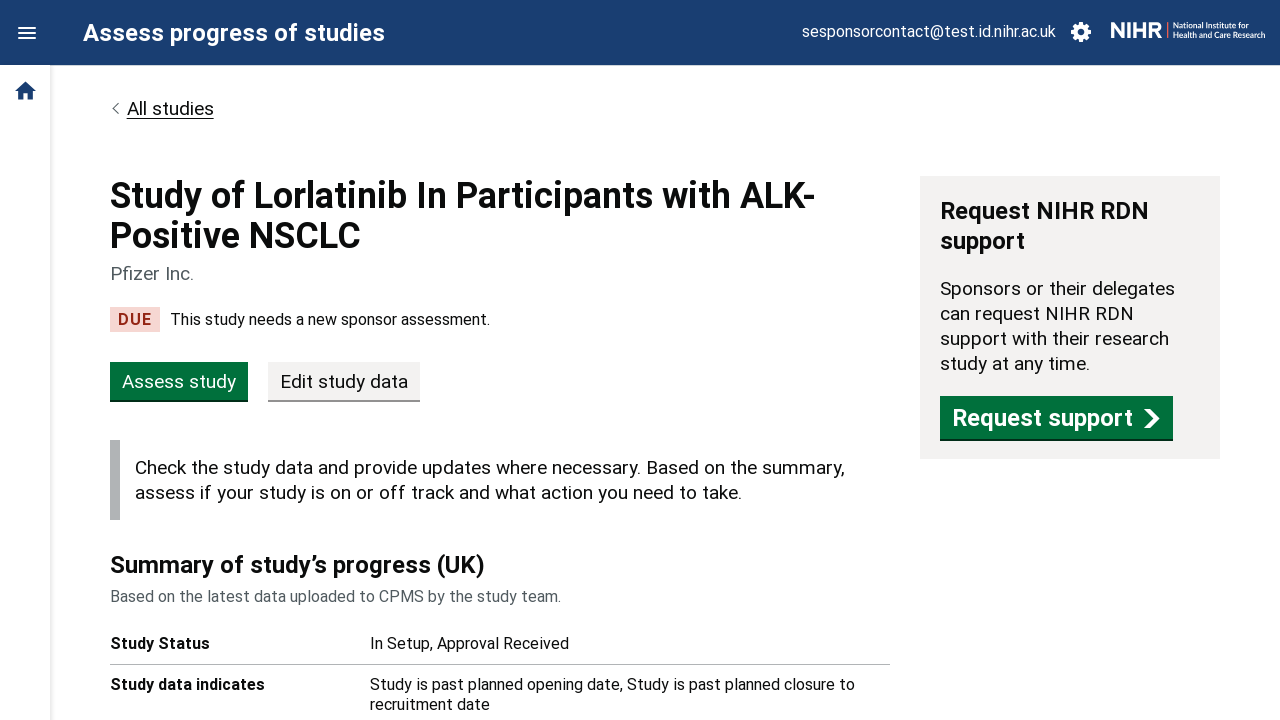 Assess progress of studies
sesponsorcontact@test.id.nihr.ac.uk
NIHR
National Institute for
Health and Care Research
All studies
Study of Lorlatinib In Participants with ALK-
Positive NSCLC
Pfizer Inc.
DUE This study needs a new sponsor assessment.
Assess study
Edit study data
Check the study data and provide updates where necessary. Based on the summary,
assess if your study is on or off track and what action you need to take.
Summary of study’s progress (UK)
Based on the latest data uploaded to CPMS by the study team.
Study Status In Setup, Approval Received
Study data indicates Study is past planned opening date, Study is past planned closure to
recruitment date
Request NIHR RDN
support
Sponsors or their delegates
can request NIHR RDN
support with their research
study at any time.
Request support